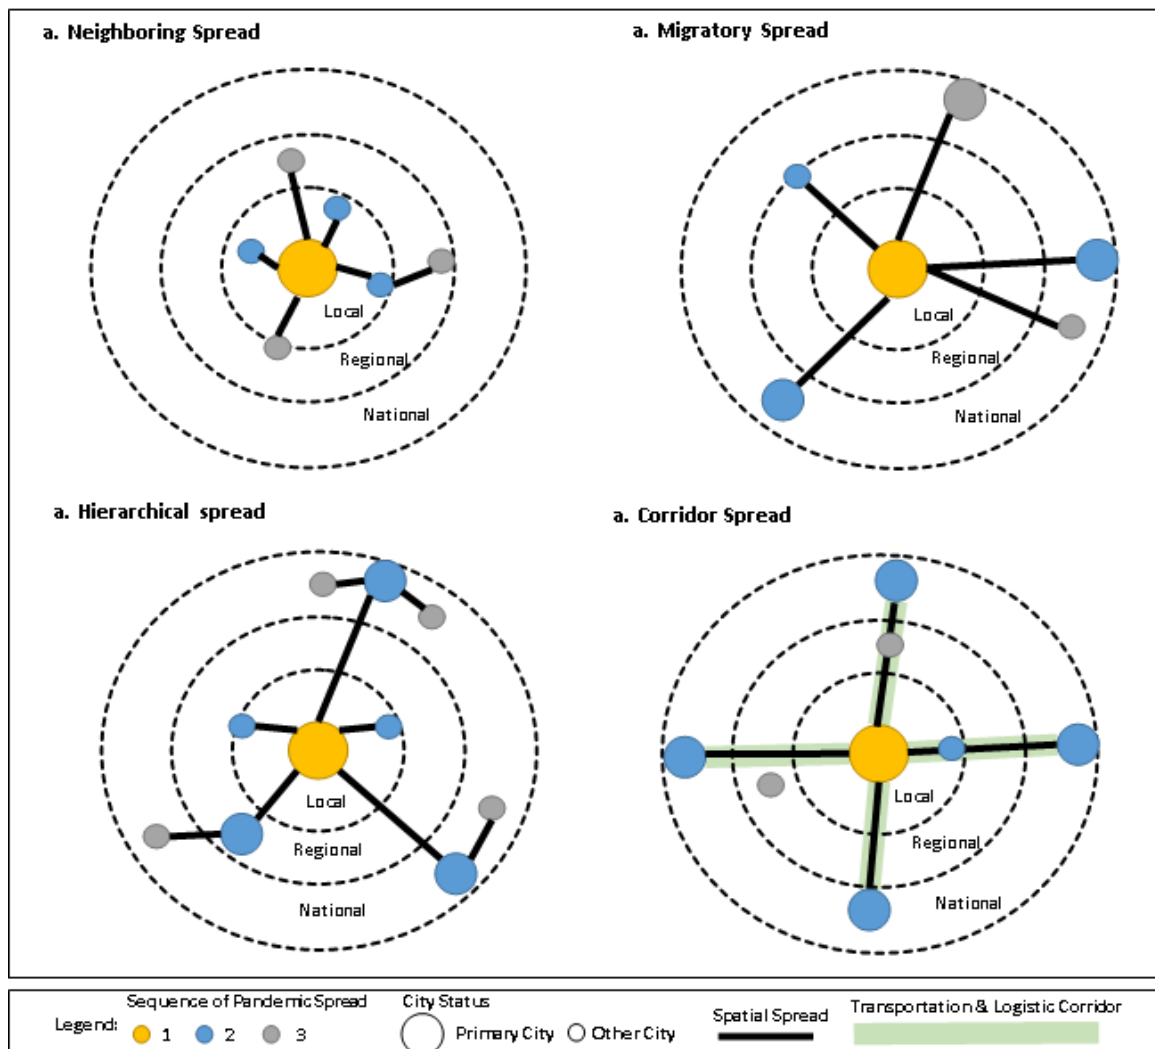 a. Neighboring Spread
a. Migratory Spread
Local
Regional
National
Local
Regional
National
a. Hierarchical spread
a. Corridor Spread
Local
Regional
National
Local
Regional
National
Legend:
Sequence of Pandemic Spread
1 2 3
City Status
Primary City Other City
Spatial Spread
Transportation & Logistic Corridor